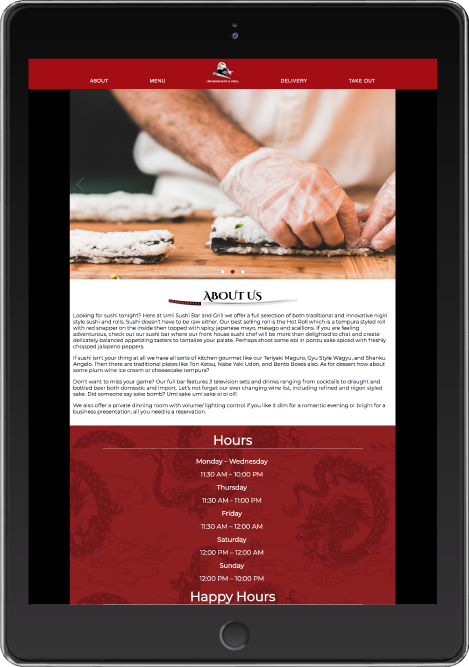 ABOUT
MENU
UMI SUSHI BAR & GRILL
DELIVERY
TAKE OUT
ABOUT US
Looking for sushi tonight? Here at Umi Sushi Bar and Grill we offer a full selection of both traditional and innovative nigiri
style sushi and rolls. Sushi doesn't have to be raw either. Our best selling roll is the Hot Roll which is a tempura styled roll
with red snapper on the inside then topped with spicy japenese mayo, masago and scallions. If you are feeling
adventurous, check out our sushi bar where our front house sushi chef will be more then delighted to chat and create
delicately balanced appetizing tasters to tantalize your palate. Perhaps shoot some ebi in ponzu sake spiced with freshly
chopped jalapeno peppers.
If sushi isn't your thing at all we have all sorts of kitchen gourmet like our Teriyaki Maguro, Gyu Style Wagyu, and Shanku
Angelo. Then there are traditional plates like Ton Katsu, Nabe Yaki Udon, and Bento Boxes also. As for dessert how about
some plum wine ice cream or cheesecake tempura?
Don't want to miss your game? Our full bar features 3 television sets and drinks ranging from cocktails to draught and
bottled beer both domestic and import. Let's not forget our ever changing wine list, including refined and nigori styled
sake. Did someone say sake bomb? Umi sake umi sake oi oi oi!
We also offer a private dinning room with volume/ lighting control if you like it dim for a romantic evening or bright for a
business presentation, all you need is a reservation.
Hours
Monday – Wednesday
11:30 AM – 10:00 PM
Thursday
11:30 AM - 11:00 PM
Friday
11:30 AM – 12:00 AM
Saturday
12:00 PM – 12:00 AM
Sunday
12:00 PM – 10:00 PM
Happy Hours